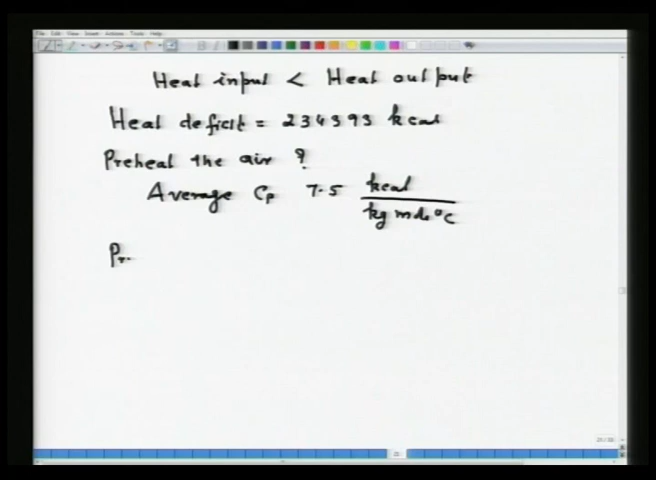 Heat input < Heat output
Heat deficit = 234393 kcal
Preheat the air ?
Average Cp 7.5 kcal
kg mole °C
Pr